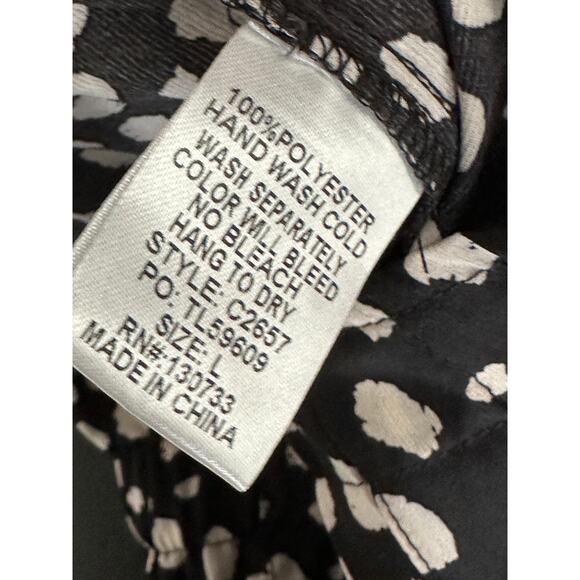 100%POLYESTER
HAND WASH COLD
WASH SEPARATELY
COLOR WILL BLEED
NO BLEACH
HANG TO DRY
STYLE: C2657
PO: TL59609
SIZE: L
RN#:130733
MADE IN CHINA